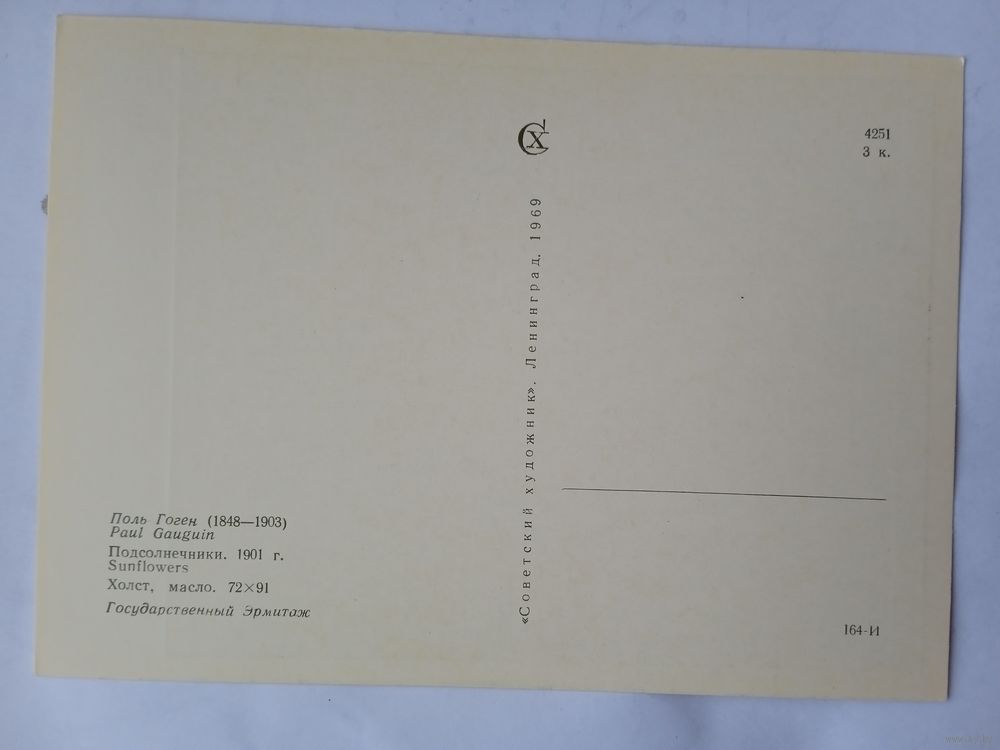 СХ
4251
3 к.
«Советский художник». Ленинград. 1969
Поль Гоген (1848—1903)
Paul Gauguin
Подсолнечники. 1901 г.
Sunflowers
Холст, масло. 72×91
Государственный Эрмитаж
164-И